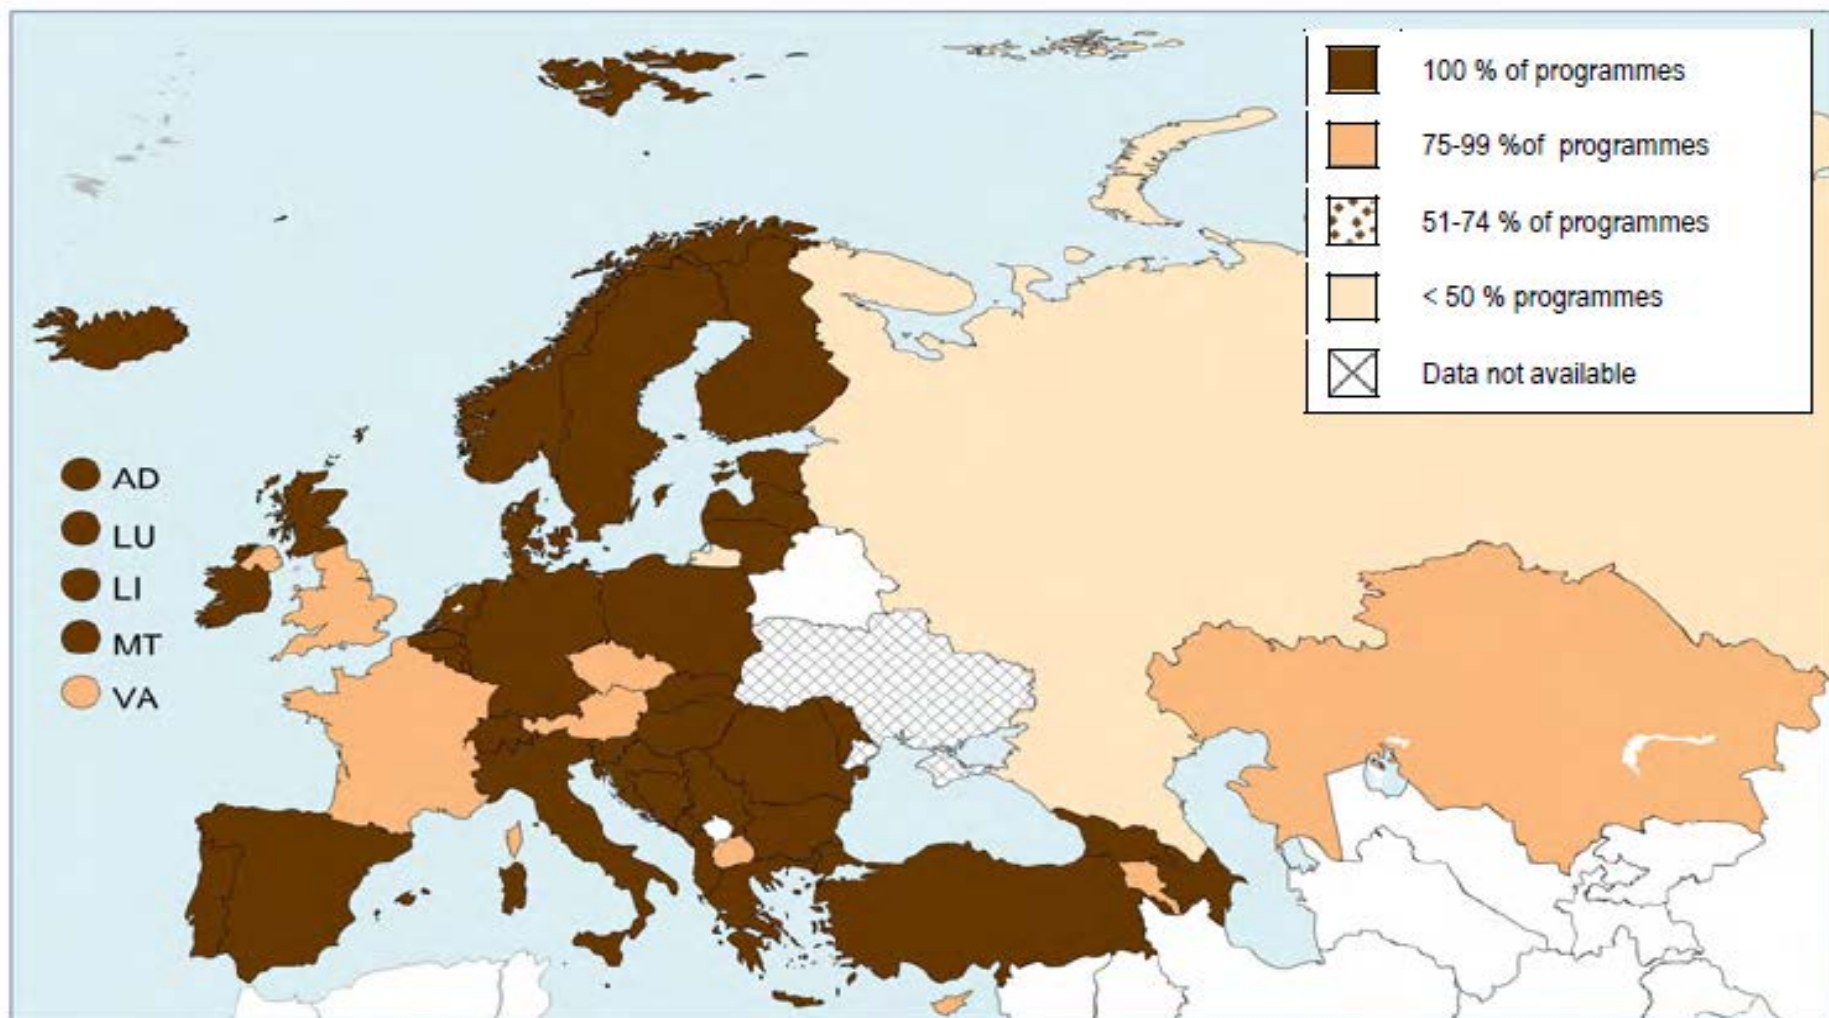 100 % of programmes
75-99 %of programmes
51-74 % of programmes
< 50 % programmes
Data not available
AD
LU
LI
MT
VA